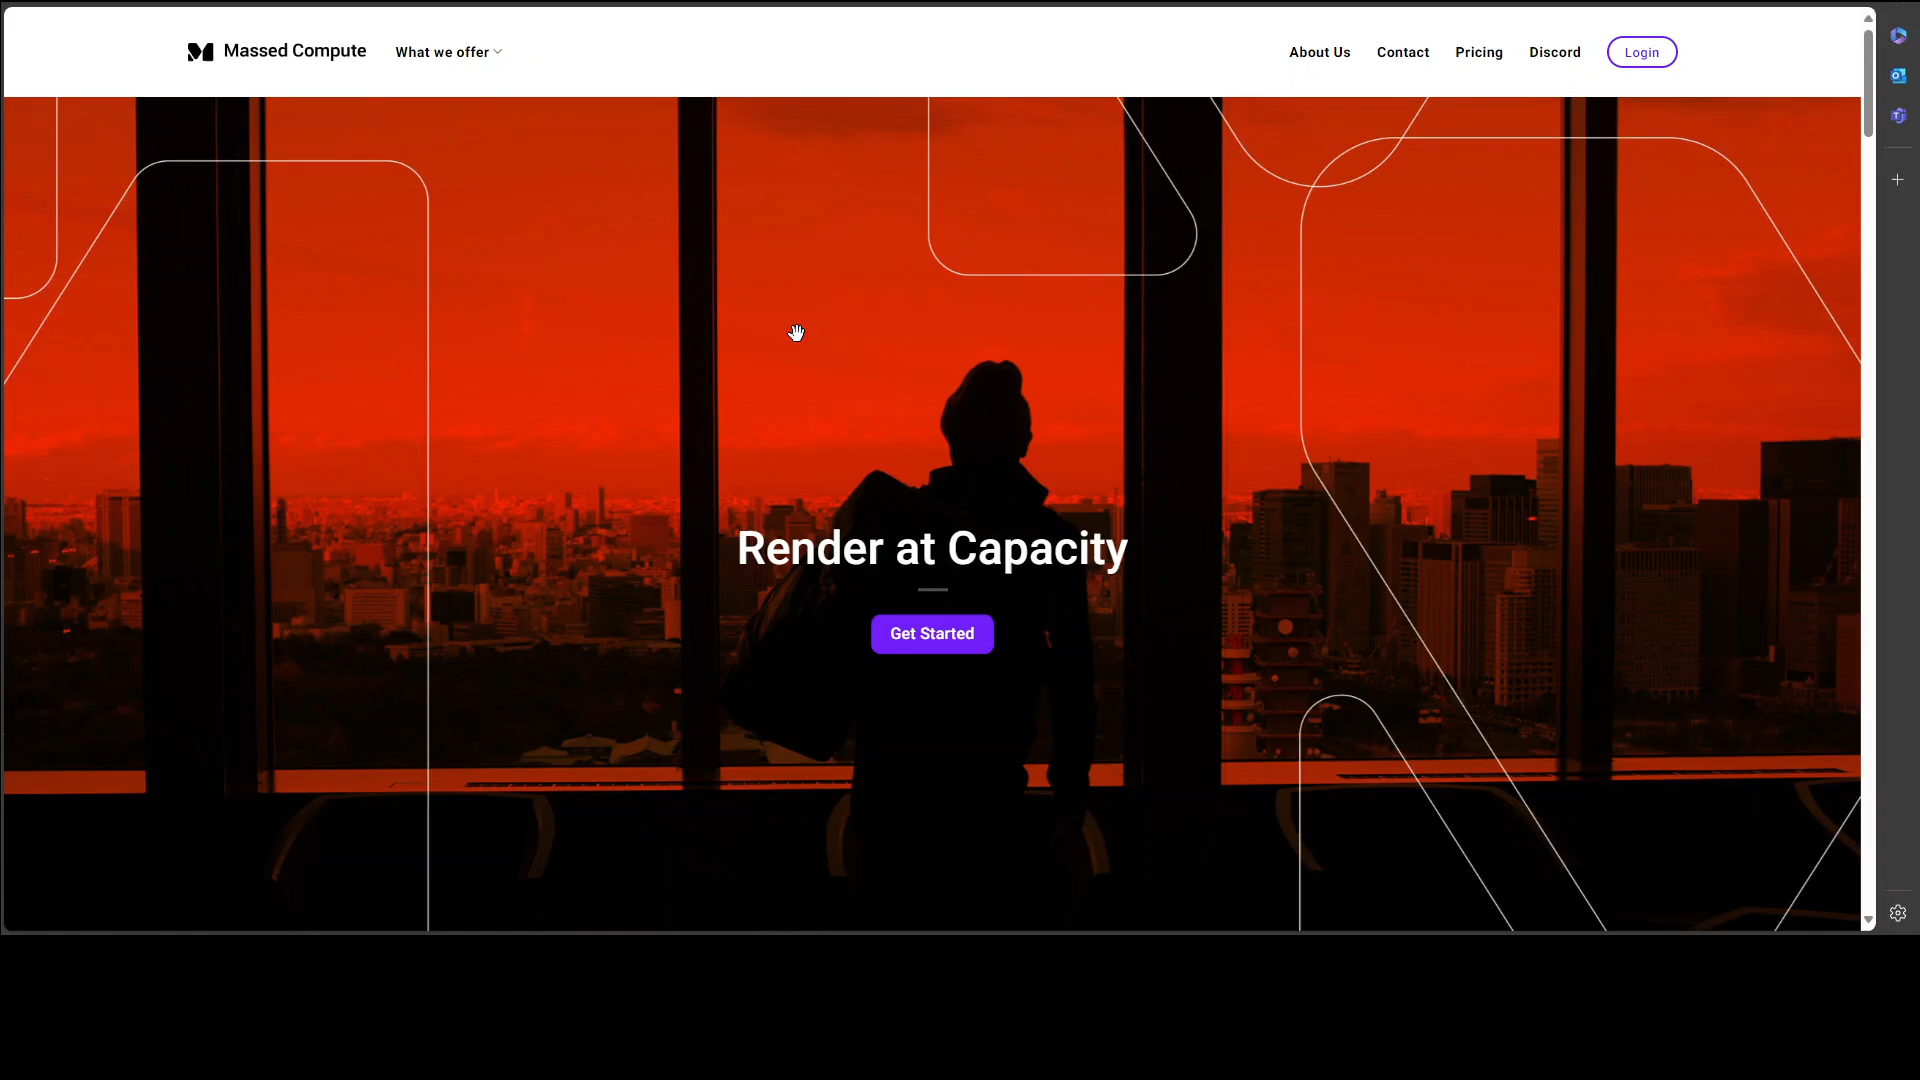 Massed Compute
What we offer
About Us
Contact
Pricing
Discord
Login
Render at Capacity
Get Started